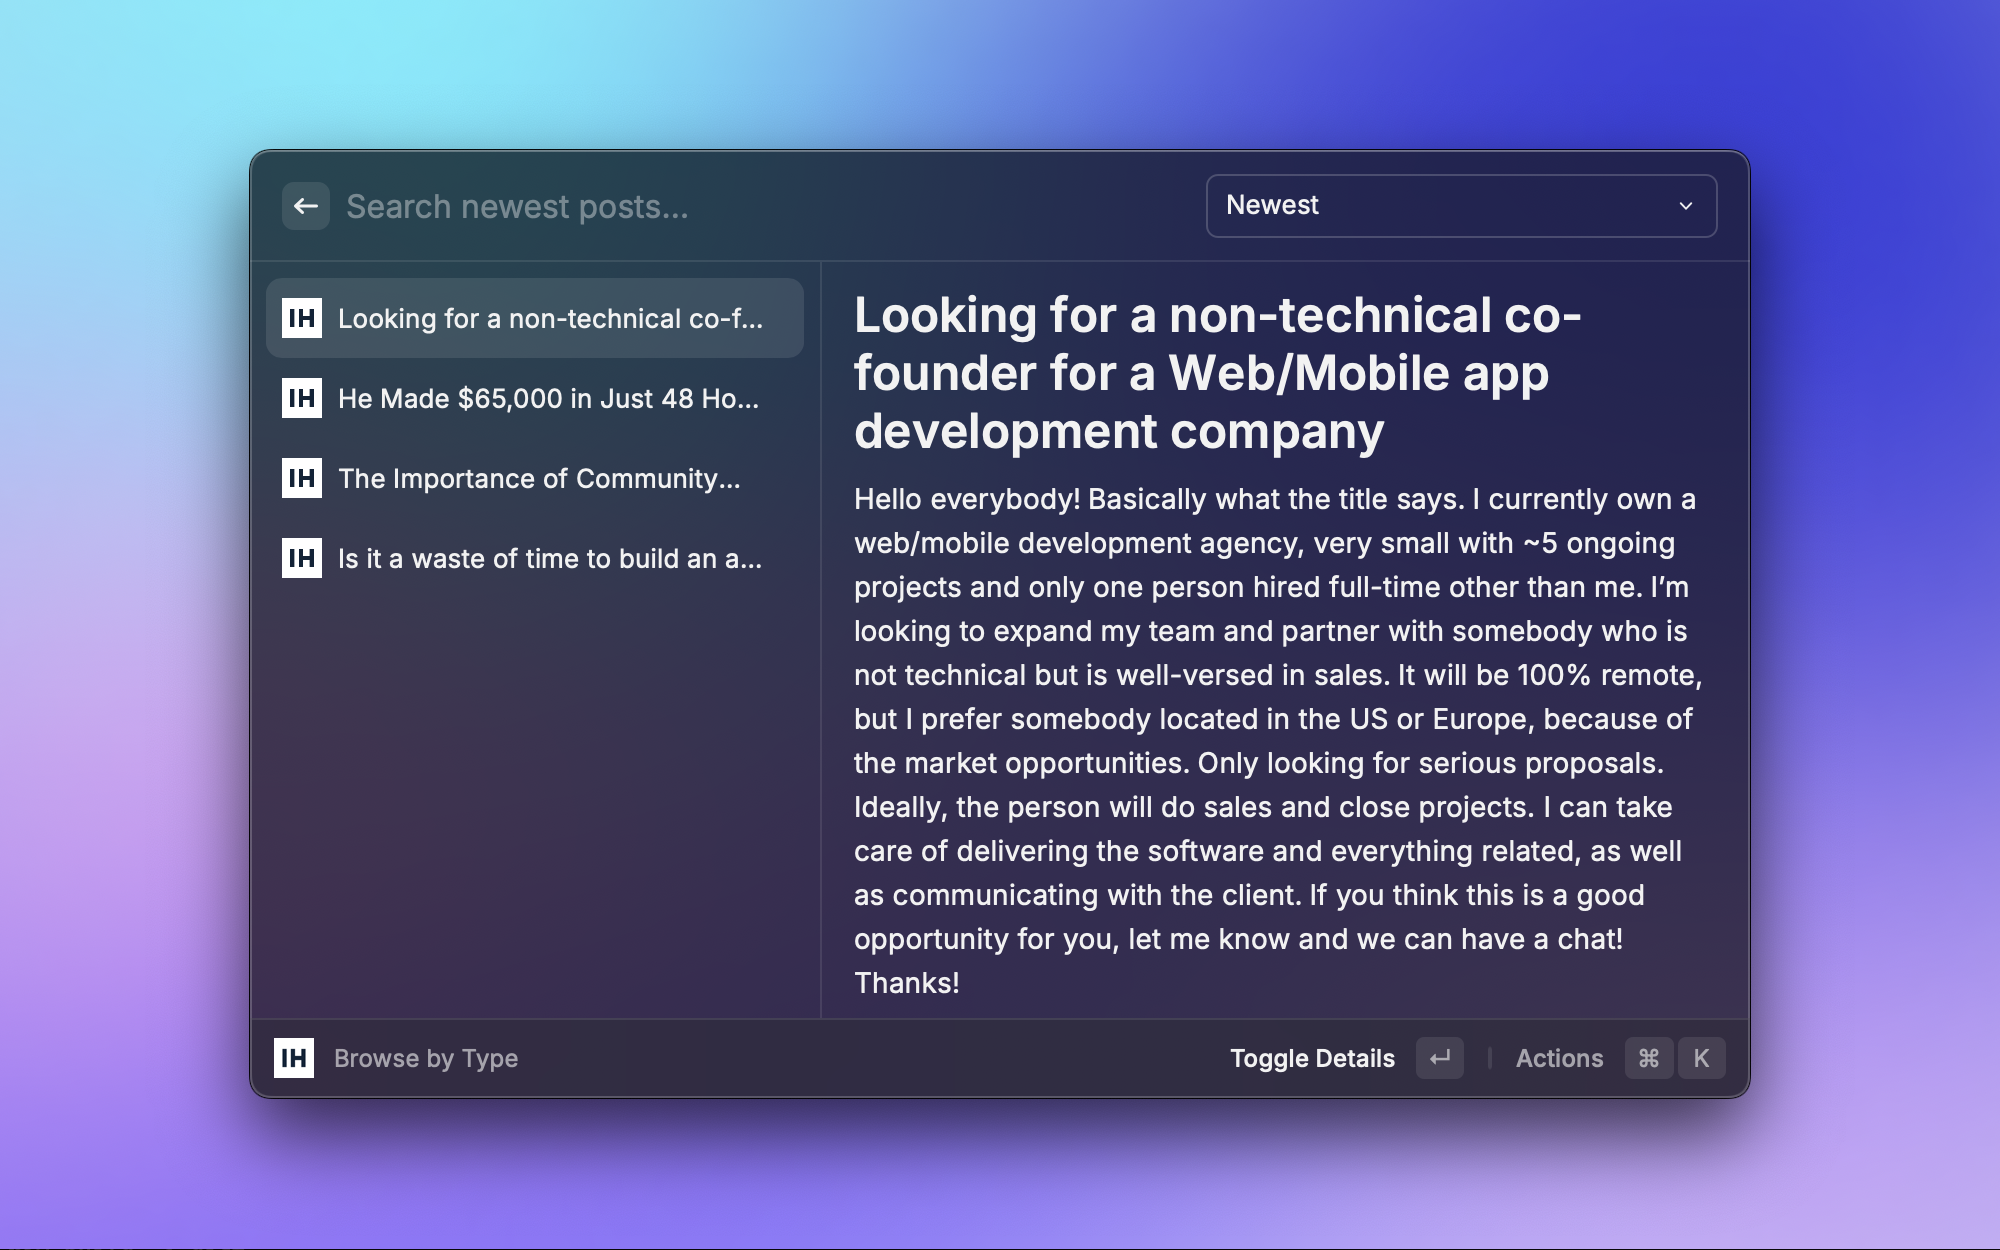 Search newest posts...
Newest
IH Looking for a non-technical co-f...
IH He Made $65,000 in Just 48 Ho...
IH The Importance of Community...
IH Is it a waste of time to build an a...
Looking for a non-technical co-
founder for a Web/Mobile app
development company
Hello everybody! Basically what the title says. I currently own a
web/mobile development agency, very small with ~5 ongoing
projects and only one person hired full-time other than me. I’m
looking to expand my team and partner with somebody who is
not technical but is well-versed in sales. It will be 100% remote,
but I prefer somebody located in the US or Europe, because of
the market opportunities. Only looking for serious proposals.
Ideally, the person will do sales and close projects. I can take
care of delivering the software and everything related, as well
as communicating with the client. If you think this is a good
opportunity for you, let me know and we can have a chat!
Thanks!
IH Browse by Type
Toggle Details ↵ | Actions ⌘ K